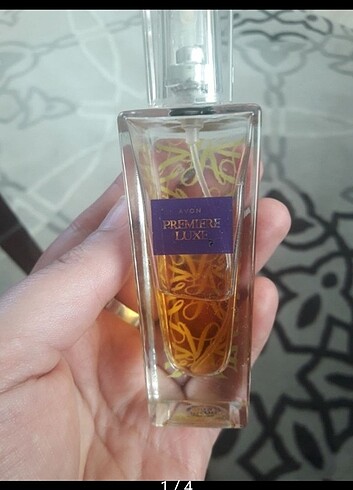 AVON
PREMIERE
LUXE
1 / 4